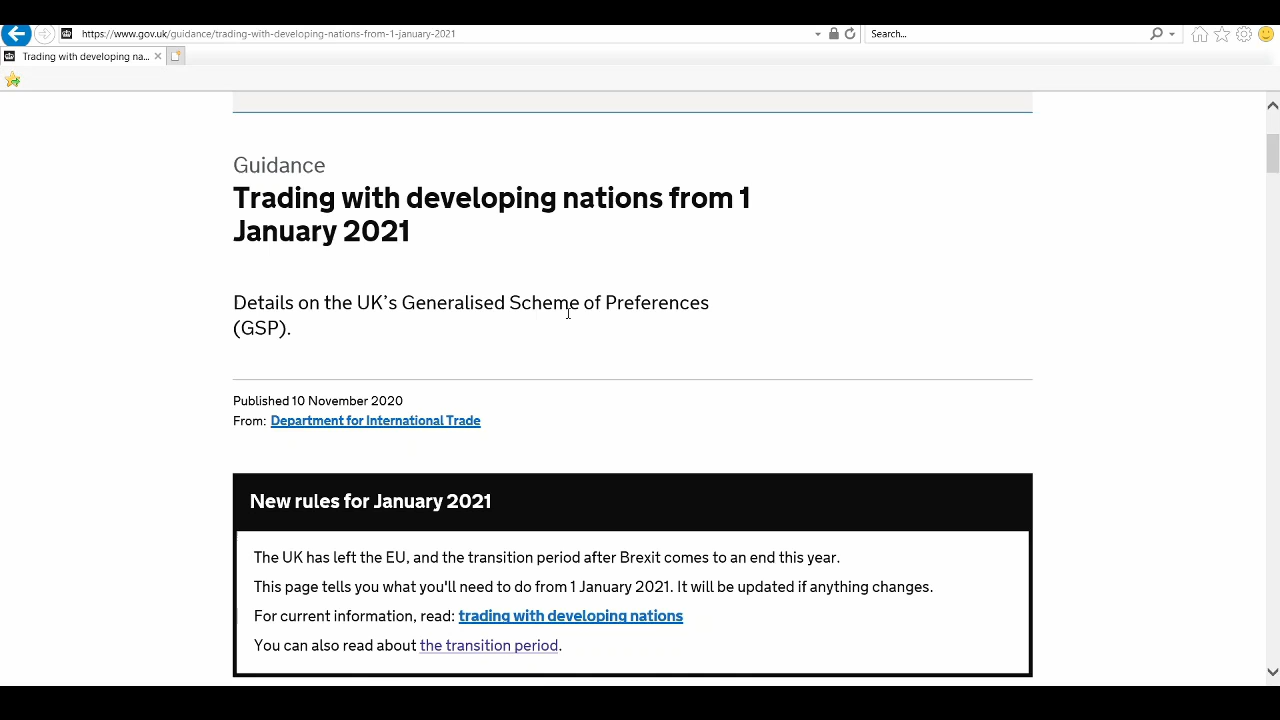 https://www.gov.uk/guidance/trading-with-developing-nations-from-1-january-2021
Search...
Trading with developing na...
Guidance
Trading with developing nations from 1
January 2021
Details on the UK’s Generalised Scheme of Preferences
(GSP).
Published 10 November 2020
From: Department for International Trade
New rules for January 2021
The UK has left the EU, and the transition period after Brexit comes to an end this year.
This page tells you what you'll need to do from 1 January 2021. It will be updated if anything changes.
For current information, read: trading with developing nations
You can also read about the transition period.